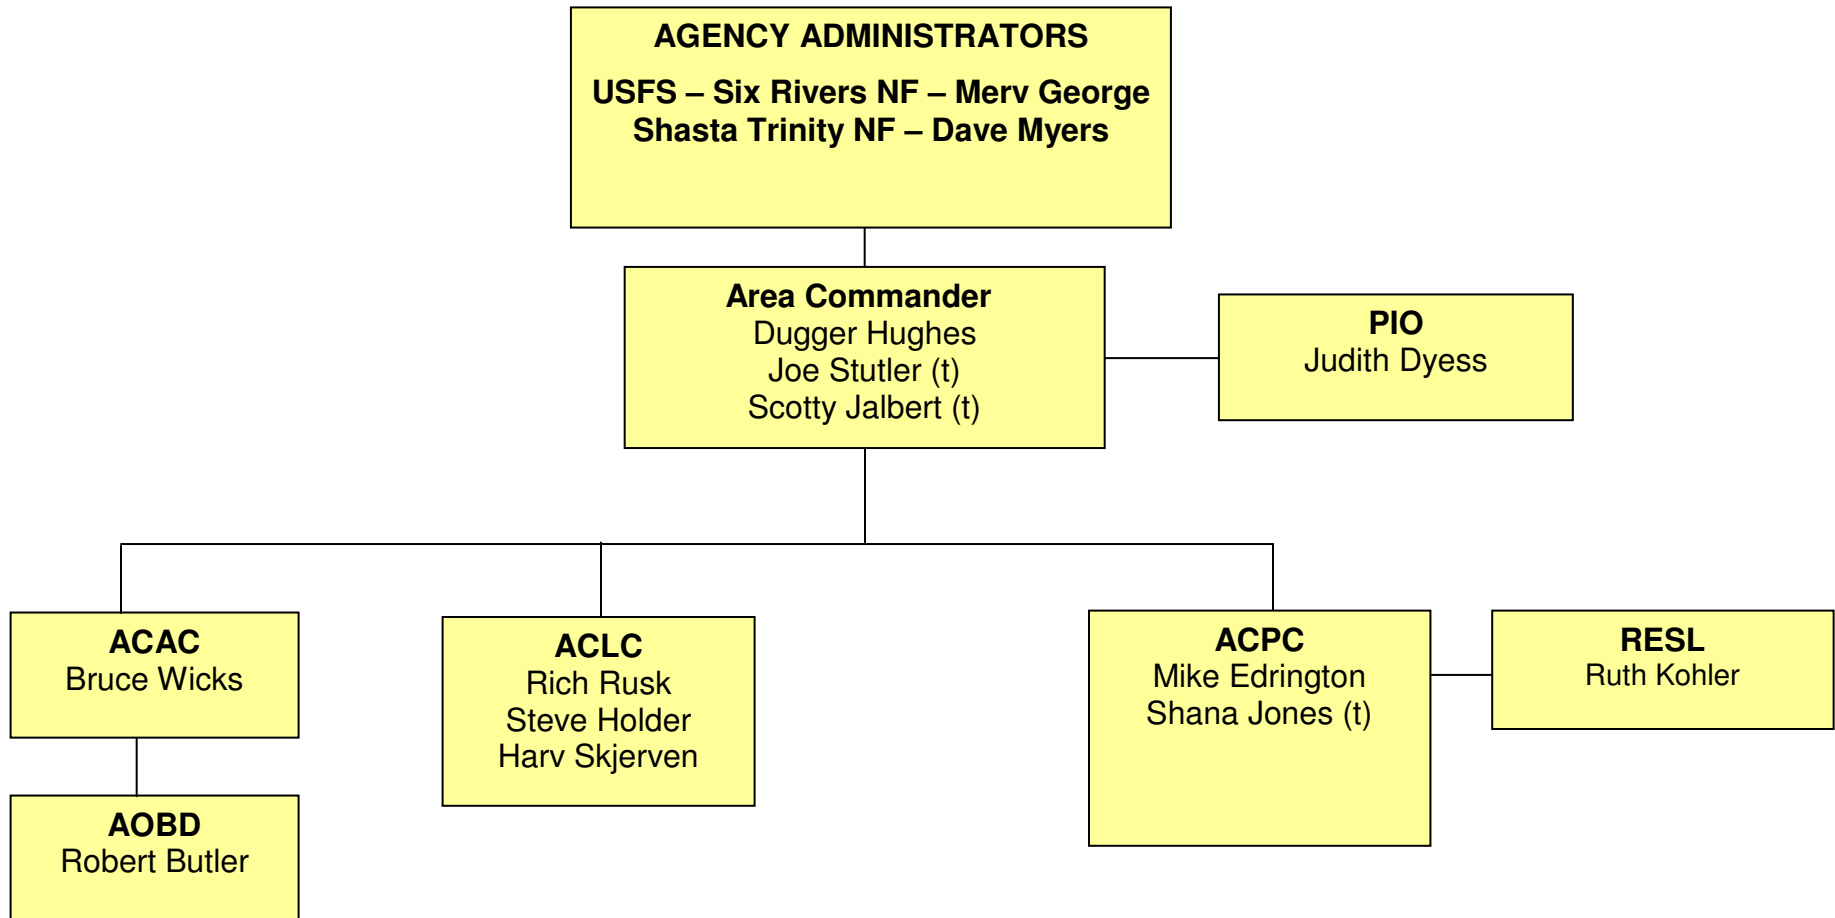 AGENCY ADMINISTRATORS
USFS – Six Rivers NF – Merv George
Shasta Trinity NF – Dave Myers
Area Commander
Dugger Hughes
Joe Stutler (t)
Scotty Jalbert (t)
PIO
Judith Dyess
ACAC
Bruce Wicks
AOBD
Robert Butler
ACLC
Rich Rusk
Steve Holder
Harv Skjerven
ACPC
Mike Edrington
Shana Jones (t)
RESL
Ruth Kohler